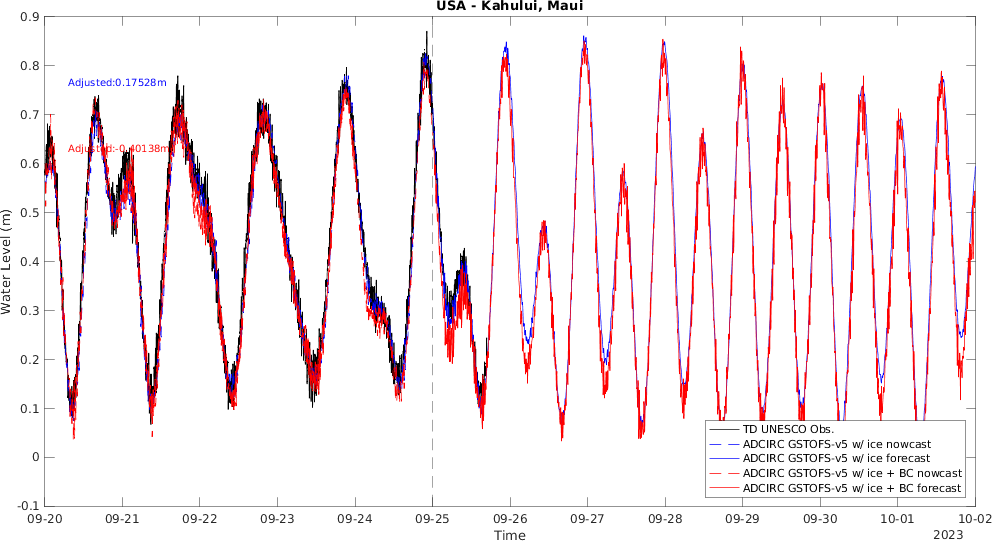 USA - Kahului, Maui
0.9
0.8
Adjusted:0.17528m
0.7
Adjusted:-0.40138m
0.6
0.5
Water Level (m)
0.4
0.3
0.2
0.1
TD UNESCO Obs.
ADCIRC GSTOFS-v5 w/ ice nowcast
0
ADCIRC GSTOFS-v5 w/ ice forecast
ADCIRC GSTOFS-v5 w/ ice + BC nowcast
ADCIRC GSTOFS-v5 w/ ice + BC forecast
-0.1
09-20 09-21 09-22 09-23 09-24 09-25 09-26 09-27 09-28 09-29 09-30 10-01 10-02
Time
2023